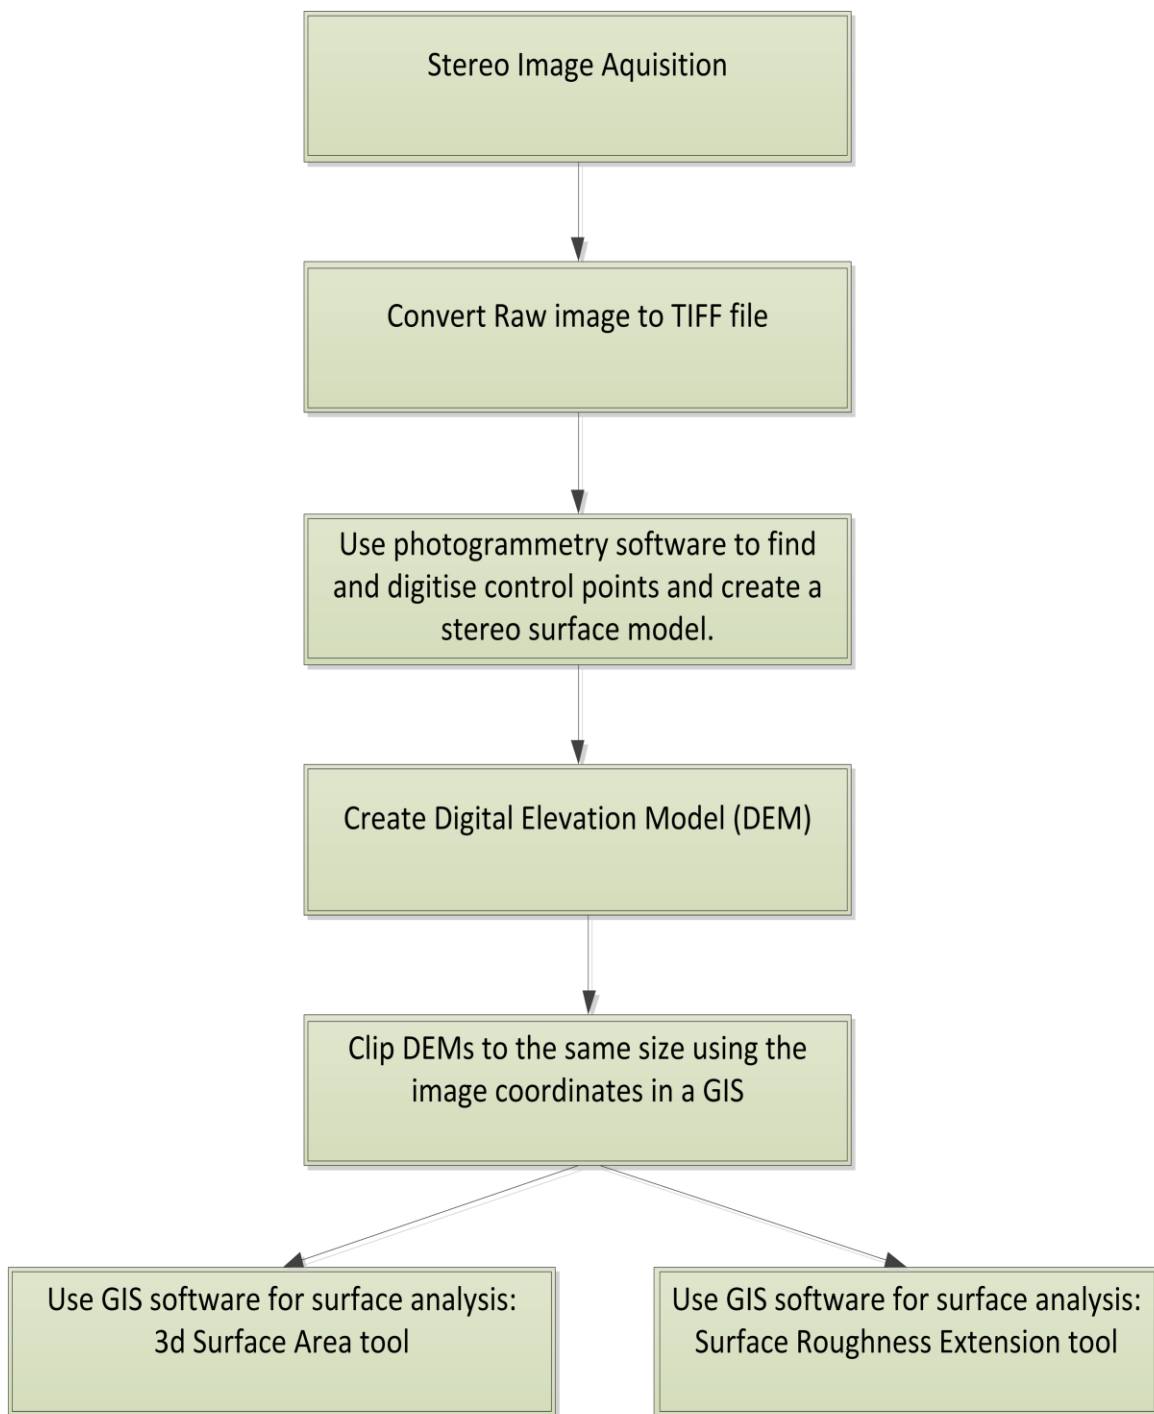 Stereo Image Aquisition
Convert Raw image to TIFF file
Use photogrammetry software to find
and digitise control points and create a
stereo surface model.
Create Digital Elevation Model (DEM)
Clip DEMs to the same size using the
image coordinates in a GIS
Use GIS software for surface analysis:
3d Surface Area tool
Use GIS software for surface analysis:
Surface Roughness Extension tool